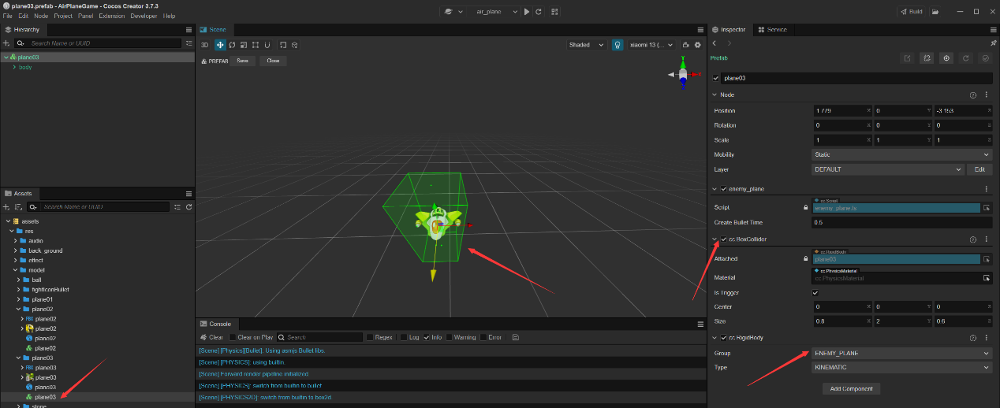 plane03.prefab - AirPlaneGame - Cocos Creator 3.7.3
File Edit Node Project Panel Extension Developer Help
air_plane
Build
Hierarchy
Search Name or UUID
plane03
body
Scene
3D
Shaded
xiaomi 13 (...
PREFAB Save Close
Y
Assets
Search Name or UUID
assets
res
audio
back_ground
effect
model
ball
fightIconBullet
plane01
plane02
FBX plane02
plane02
plane02
plane02
plane03
FBX plane03
plane03
plane03
plane03
stone
Console
Clear Clear on Play Search Regex Log Info Warning Error
[Scene] [Physics][Bullet]: Using asmjs Bullet libs.
[Scene] [PHYSICS]: using builtin.
[Scene] Forward render pipeline initialized.
[Scene] [PHYSICS]: switch from builtin to bullet
[Scene] [PHYSICS2D]: switch from builtin to box2d.
Inspector Service
Prefab
plane03
Node
Position 1.779 X 0 Y -3.153 Z
Rotation 0 X 0 Y 0 Z
Scale 1 X 1 Y 1 Z
Mobility Static
Layer DEFAULT Edit
enemy_plane
cc.Script
Script enemy_plane.ts
Create Bullet Time 0.5
cc.BoxCollider
cc.RigidBody
Attached plane03
cc.PhysicsMaterial
Material cc.PhysicsMaterial
Is Trigger
Center 0 X 0 Y 0 Z
Size 0.8 X 2 Y 0.6 Z
cc.RigidBody
Group ENEMY_PLANE
Type KINEMATIC
Add Component